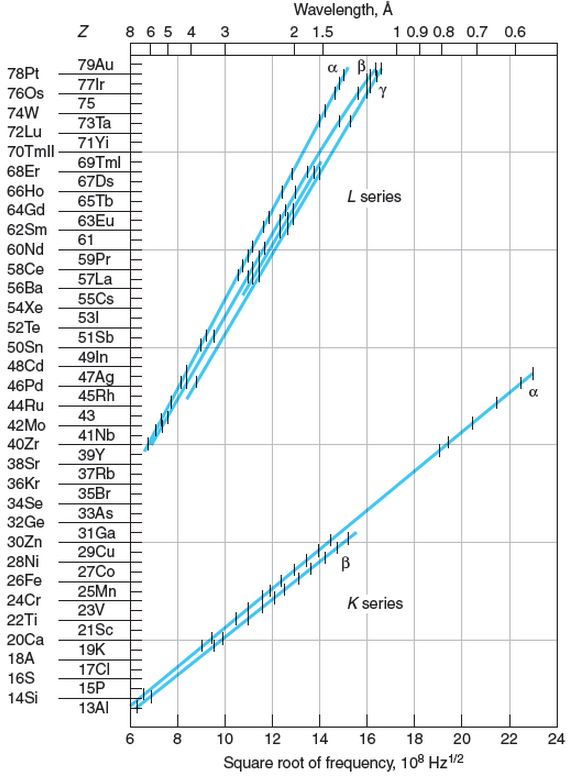 Wavelength, Å
Z 8 6 5 4 3 2 1.5 1 0.9 0.8 0.7 0.6
79Au
78Pt
77Ir
76Os
75
74W
73Ta
72Lu
71Yi
70TmII
69TmI
68Er
67Ds
66Ho
65Tb
64Gd
63Eu
62Sm
61
60Nd
59Pr
58Ce
57La
56Ba
55Cs
54Xe
53I
52Te
51Sb
50Sn
49In
48Cd
47Ag
46Pd
45Rh
44Ru
43
42Mo
41Nb
40Zr
39Y
38Sr
37Rb
36Kr
35Br
34Se
33As
32Ge
31Ga
30Zn
29Cu
28Ni
27Co
26Fe
25Mn
24Cr
23V
22Ti
21Sc
20Ca
19K
18A
17Cl
16S
15P
14Si
13Al
α β
γ
L series
α
β
K series
6 8 10 12 14 16 18 20 22 24
Square root of frequency, 10⁸ Hz¹ᐟ²